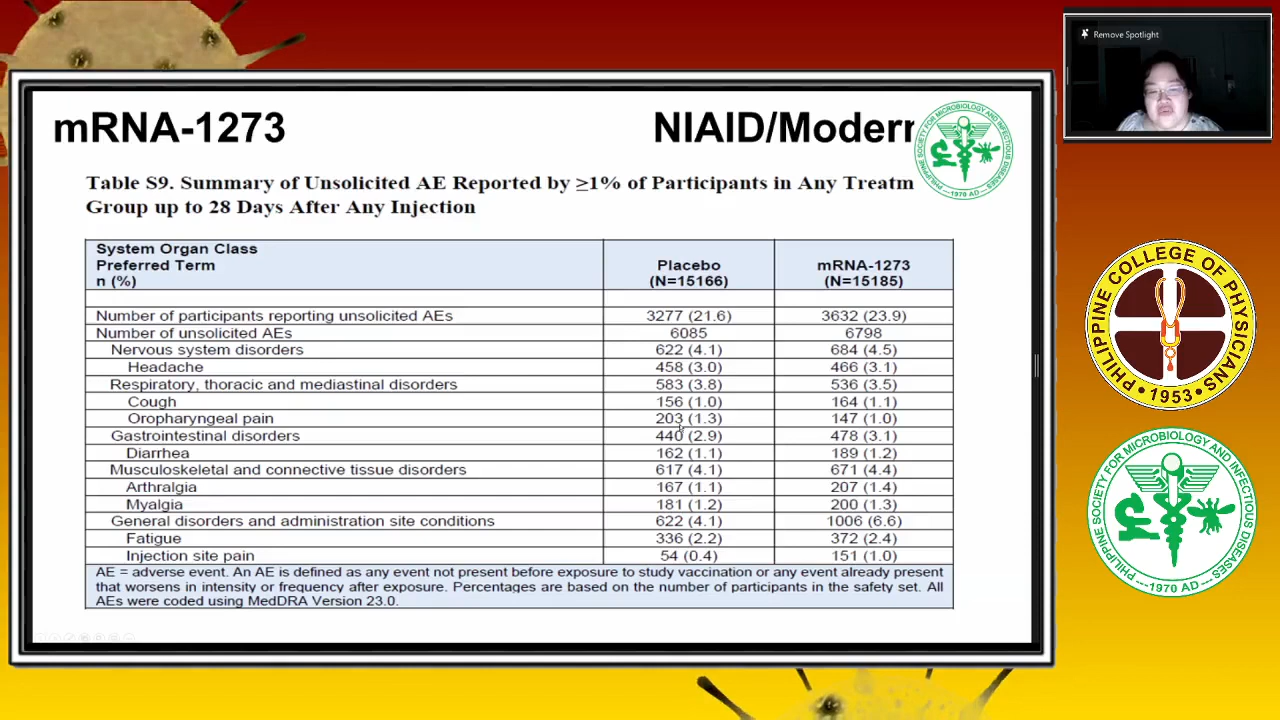 Remove Spotlight
mRNA-1273
NIAID/Modern
Table S9. Summary of Unsolicited AE Reported by ≥1% of Participants in Any Treatm
Group up to 28 Days After Any Injection
System Organ Class
Preferred Term
n (%)
Placebo
(N=15166)
mRNA-1273
(N=15185)
Number of participants reporting unsolicited AEs 3277 (21.6) 3632 (23.9)
Number of unsolicited AEs 6085 6798
Nervous system disorders 622 (4.1) 684 (4.5)
Headache 458 (3.0) 466 (3.1)
Respiratory, thoracic and mediastinal disorders 583 (3.8) 536 (3.5)
Cough 156 (1.0) 164 (1.1)
Oropharyngeal pain 203 (1.3) 147 (1.0)
Gastrointestinal disorders 440 (2.9) 478 (3.1)
Diarrhea 162 (1.1) 189 (1.2)
Musculoskeletal and connective tissue disorders 617 (4.1) 671 (4.4)
Arthralgia 167 (1.1) 207 (1.4)
Myalgia 181 (1.2) 200 (1.3)
General disorders and administration site conditions 622 (4.1) 1006 (6.6)
Fatigue 336 (2.2) 372 (2.4)
Injection site pain 54 (0.4) 151 (1.0)
AE = adverse event. An AE is defined as any event not present before exposure to study vaccination or any event already present
that worsens in intensity or frequency after exposure. Percentages are based on the number of participants in the safety set. All
AEs were coded using MedDRA Version 23.0.
PHILIPPINE SOCIETY FOR MICROBIOLOGY AND INFECTIOUS DISEASES
1970 AD
PHILIPPINE COLLEGE OF PHYSICIANS
1953
PHILIPPINE SOCIETY FOR MICROBIOLOGY AND INFECTIOUS DISEASES
1970 AD